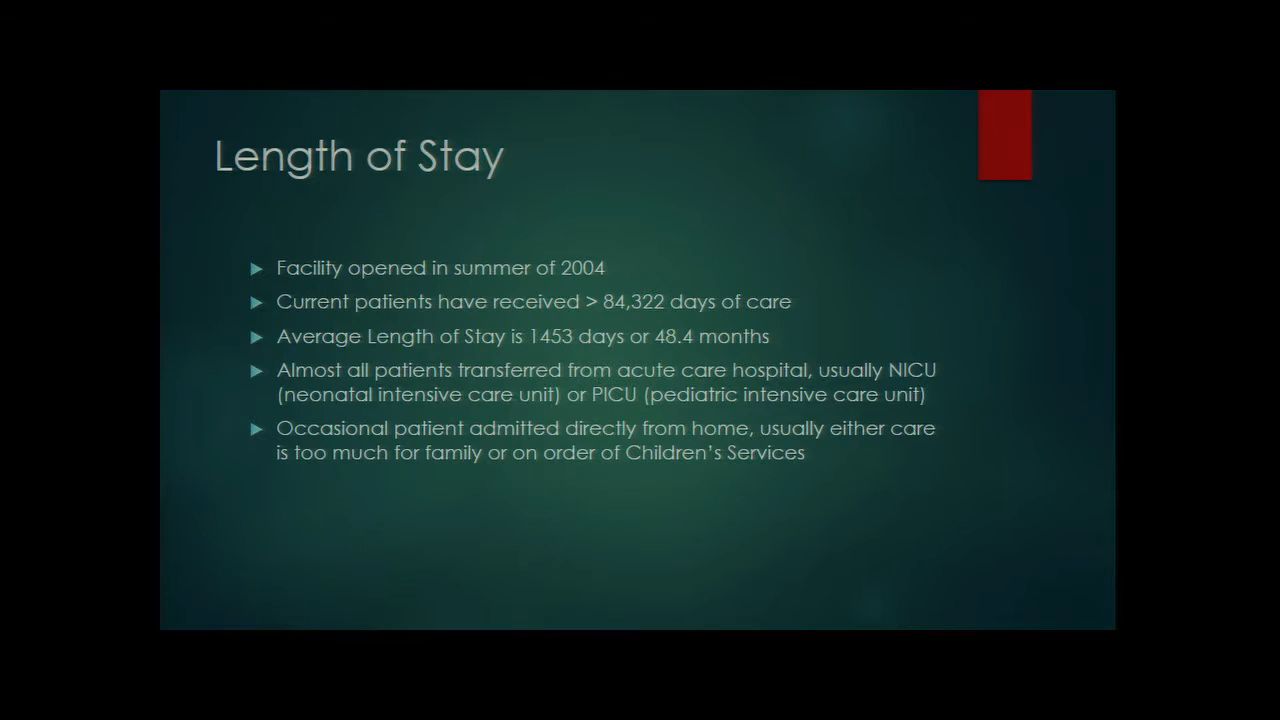 Length of Stay
Facility opened in summer of 2004
Current patients have received > 84,322 days of care
Average Length of Stay is 1453 days or 48.4 months
Almost all patients transferred from acute care hospital, usually NICU
(neonatal intensive care unit) or PICU (pediatric intensive care unit)
Occasional patient admitted directly from home, usually either care
is too much for family or on order of Children's Services